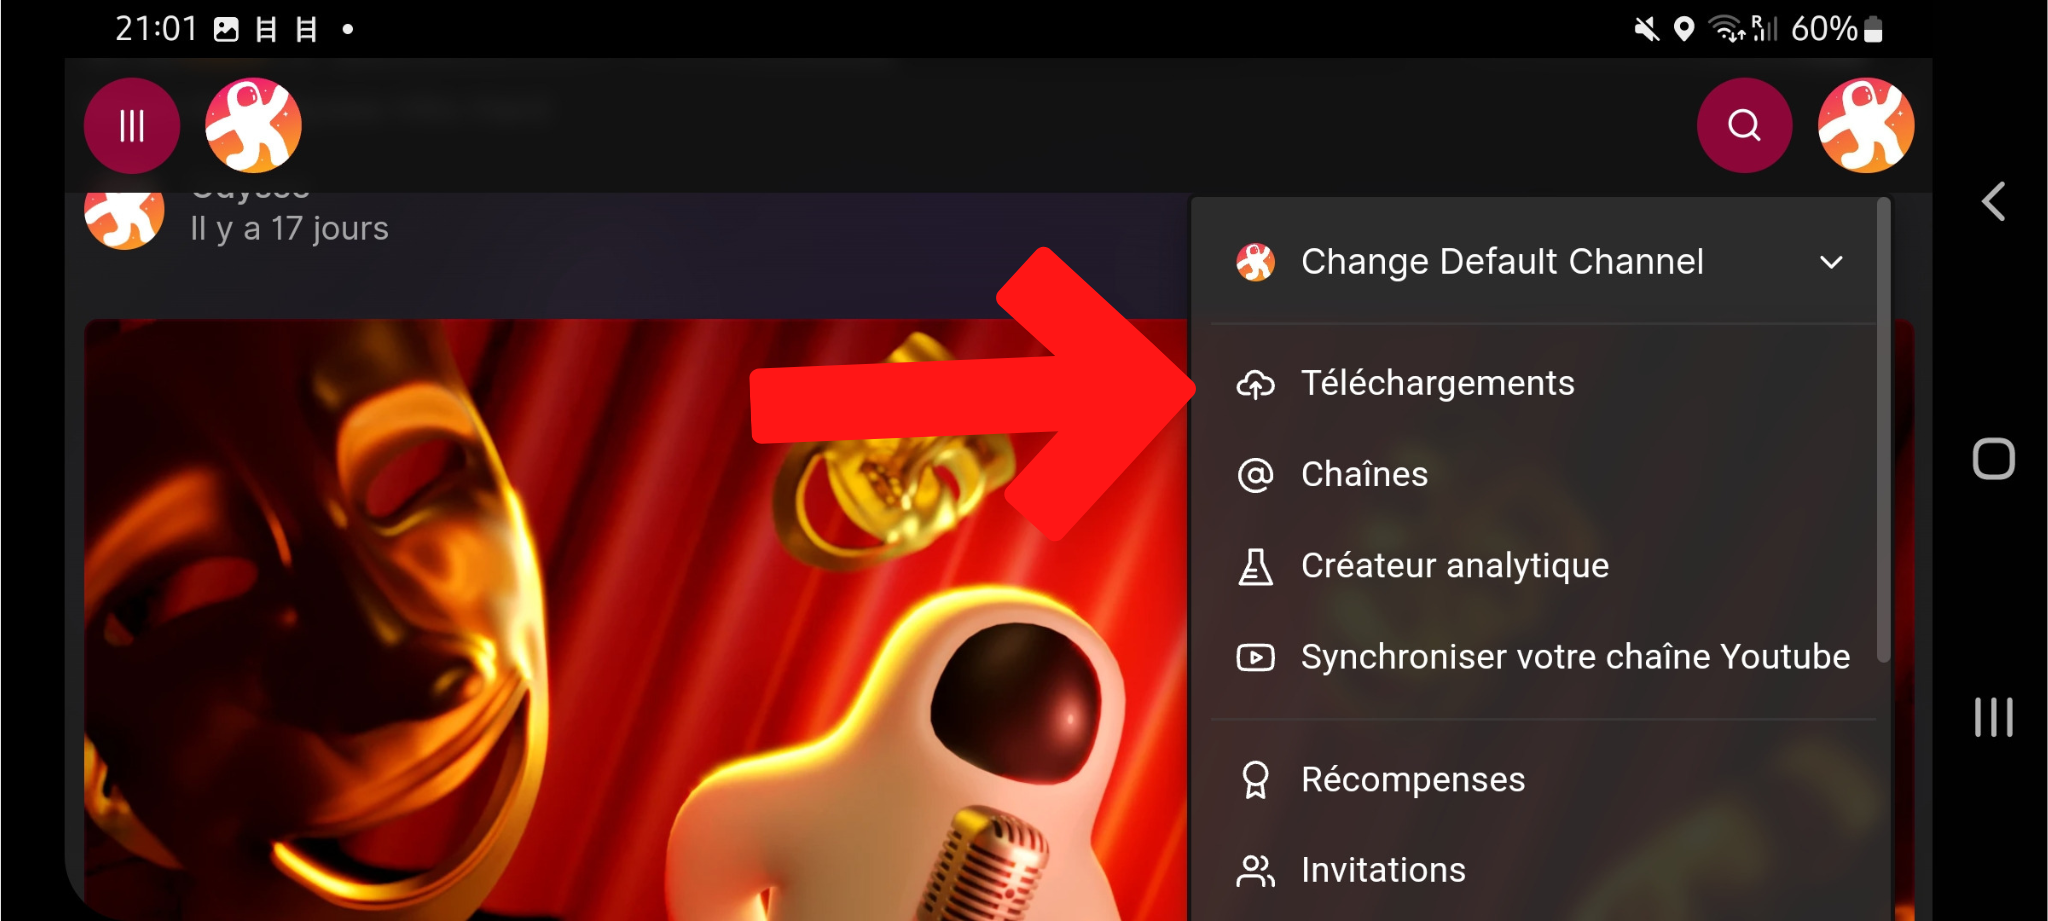 21:01
R
60%
Il y a 17 jours
Change Default Channel
Téléchargements
Chaînes
Créateur analytique
Synchroniser votre chaîne Youtube
Récompenses
Invitations